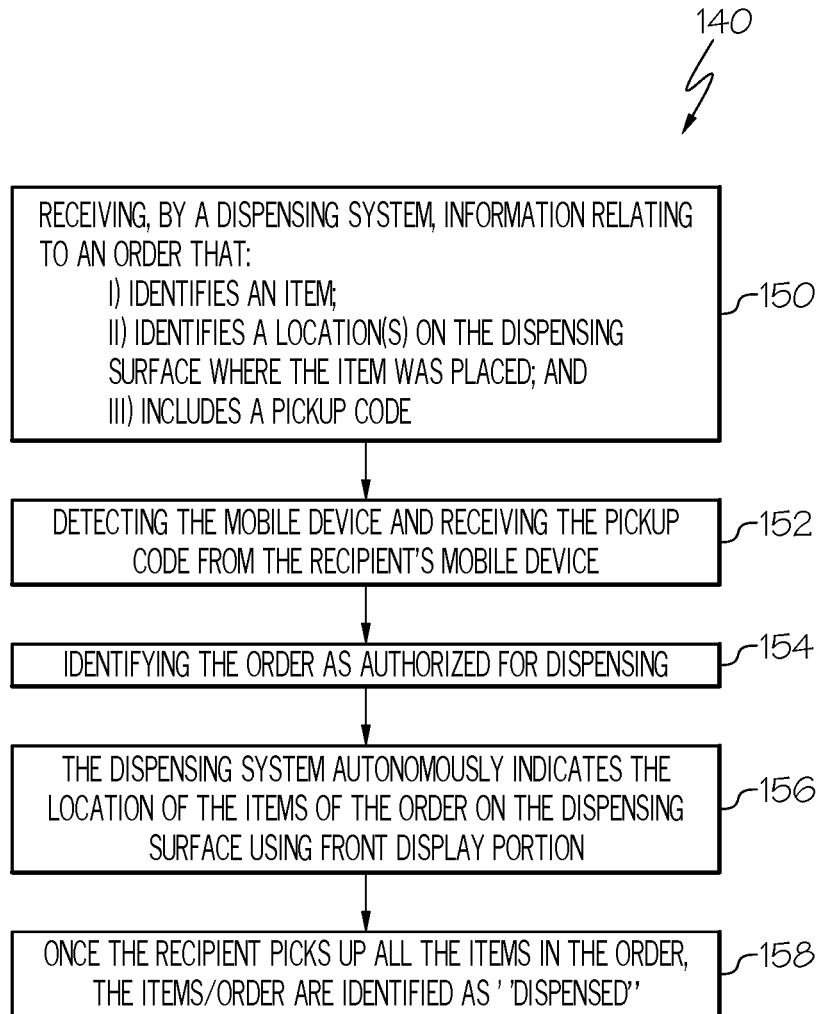 140
RECEIVING, BY A DISPENSING SYSTEM, INFORMATION RELATING
TO AN ORDER THAT:
I) IDENTIFIES AN ITEM;
II) IDENTIFIES A LOCATION(S) ON THE DISPENSING
SURFACE WHERE THE ITEM WAS PLACED; AND
III) INCLUDES A PICKUP CODE
150
DETECTING THE MOBILE DEVICE AND RECEIVING THE PICKUP
CODE FROM THE RECIPIENT'S MOBILE DEVICE
152
IDENTIFYING THE ORDER AS AUTHORIZED FOR DISPENSING
154
THE DISPENSING SYSTEM AUTONOMOUSLY INDICATES THE
LOCATION OF THE ITEMS OF THE ORDER ON THE DISPENSING
SURFACE USING FRONT DISPLAY PORTION
156
ONCE THE RECIPIENT PICKS UP ALL THE ITEMS IN THE ORDER,
THE ITEMS/ORDER ARE IDENTIFIED AS ' 'DISPENSED''
158